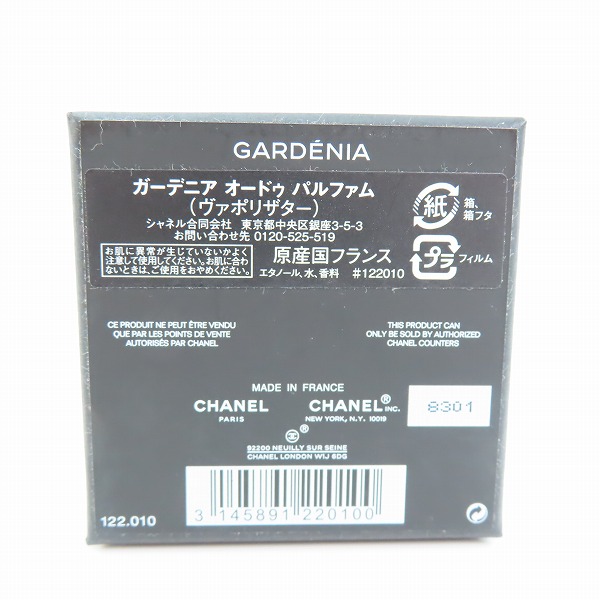 GARDÉNIA
ガーデニア オードゥ パルファム
(ヴァポリザター)
シャネル合同会社 東京都中央区銀座3-5-3
お問い合わせ先 0120-525-519
お肌に異常が生じていないかよく
注意して使用してください。お肌に合わ
ないときは、ご使用をおやめください。
原産国フランス
エタノール、水、香料 #122010
紙
箱、
箱フタ
プラ
フィルム
CE PRODUIT NE PEUT ÊTRE VENDU
QUE PAR LES POINTS DE VENTE
AUTORISÉS PAR CHANEL
THIS PRODUCT CAN
ONLY BE SOLD BY AUTHORIZED
CHANEL COUNTERS
MADE IN FRANCE
CHANEL
PARIS
CHANEL® INC.
NEW YORK, N.Y. 10019
8301
®
92200 NEUILLY SUR SEINE
CHANEL LONDON W1J 6DG
3 145891 220100
122.010